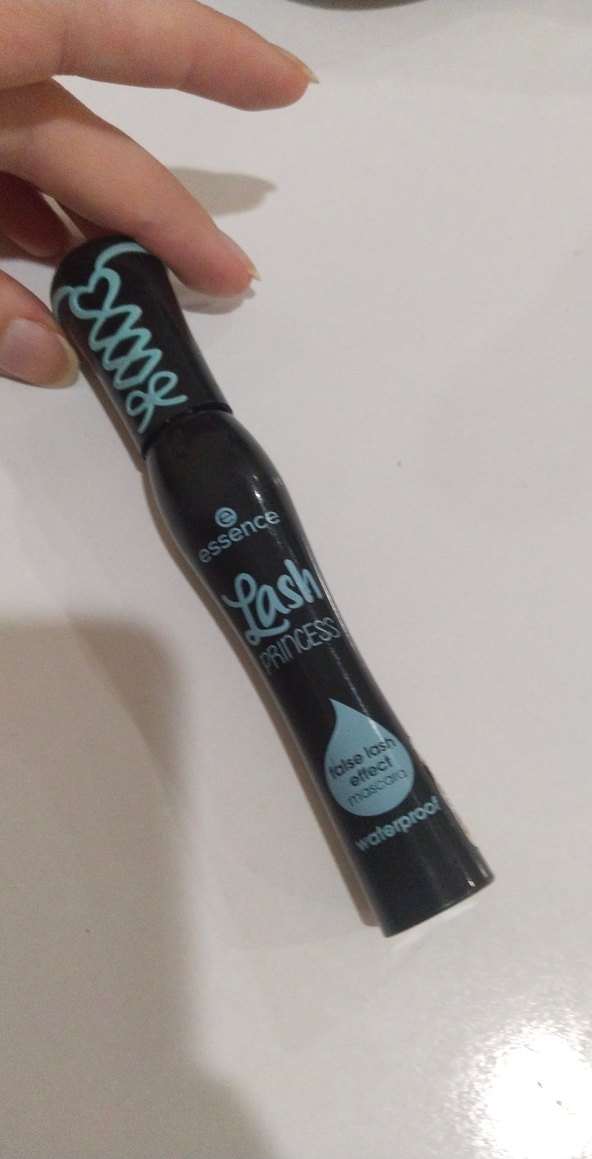 essence
Lash
PRINCESS
false lash
effect
mascara
waterproof